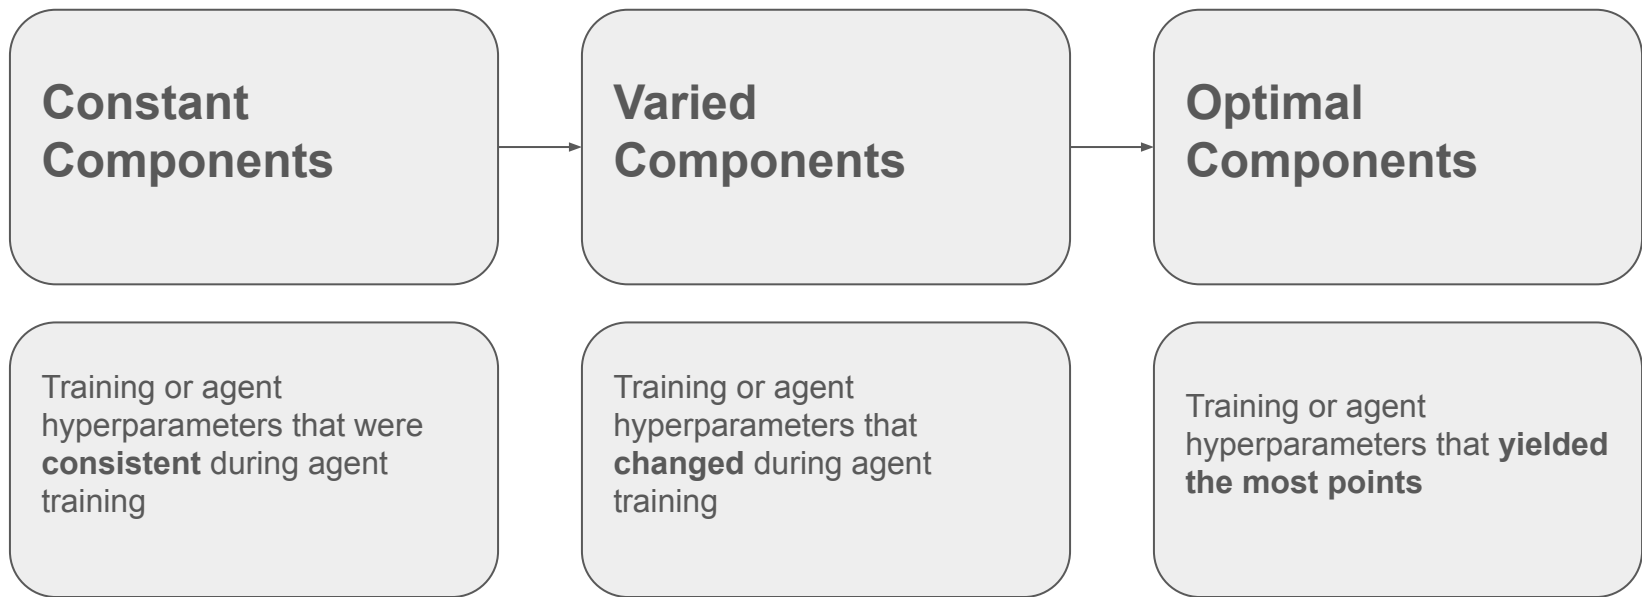 Constant
Components
Varied
Components
Optimal
Components
Training or agent
hyperparameters that were
consistent during agent
training
Training or agent
hyperparameters that
changed during agent
training
Training or agent
hyperparameters that yielded
the most points